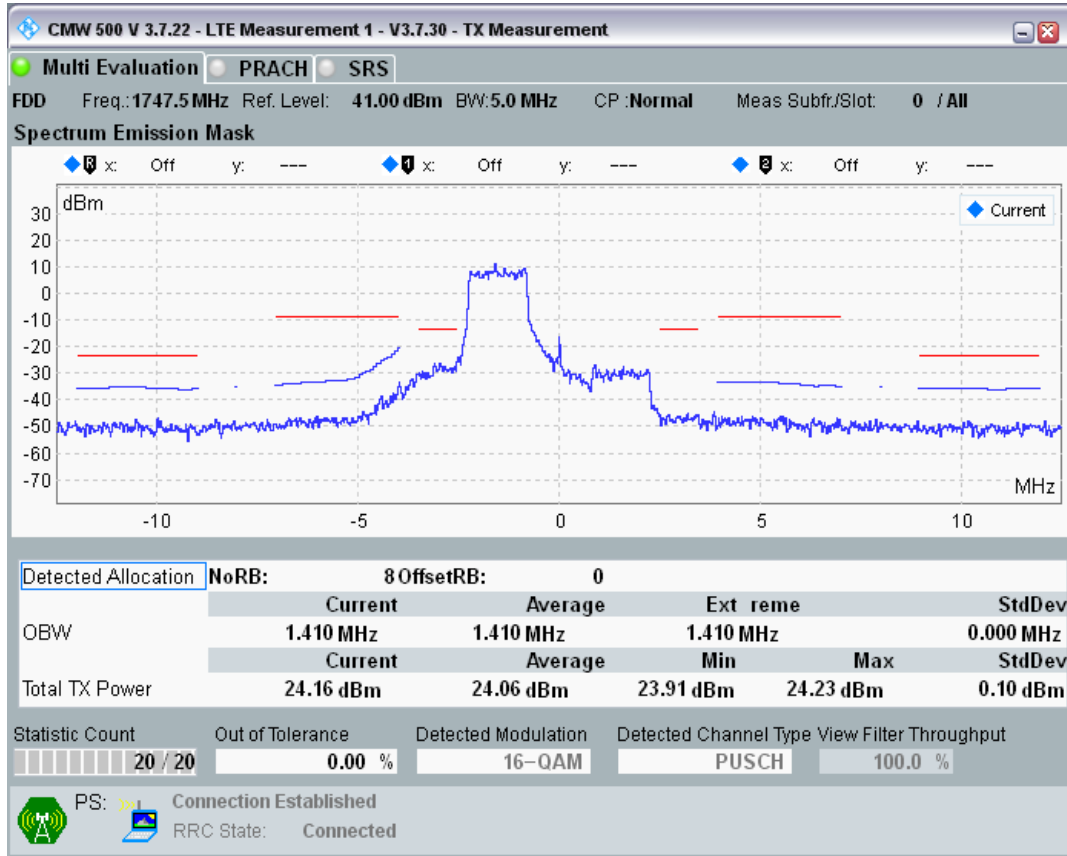 CMW 500 V 3.7.22 - LTE Measurement 1 - V3.7.30 - TX Measurement
Multi Evaluation PRACH SRS
FDD Freq.: 1747.5 MHz Ref. Level: 41.00 dBm BW: 5.0 MHz CP : Normal Meas Subfr./Slot: 0 / All
Spectrum Emission Mask
R x: Off y: --- 1 x: Off y: --- 2 x: Off y: ---
dBm
Current
30
20
10
0
-10
-20
-30
-40
-50
-60
-70
MHz
-10 -5 0 5 10
Detected Allocation NoRB: 8 OffsetRB: 0
Current Average Ext reme StdDev
OBW 1.410 MHz 1.410 MHz 1.410 MHz 0.000 MHz
Current Average Min Max StdDev
Total TX Power 24.16 dBm 24.06 dBm 23.91 dBm 24.23 dBm 0.10 dBm
Statistic Count Out of Tolerance Detected Modulation Detected Channel Type View Filter Throughput
20 / 20 0.00 % 16-QAM PUSCH 100.0 %
PS: Connection Established
RRC State: Connected